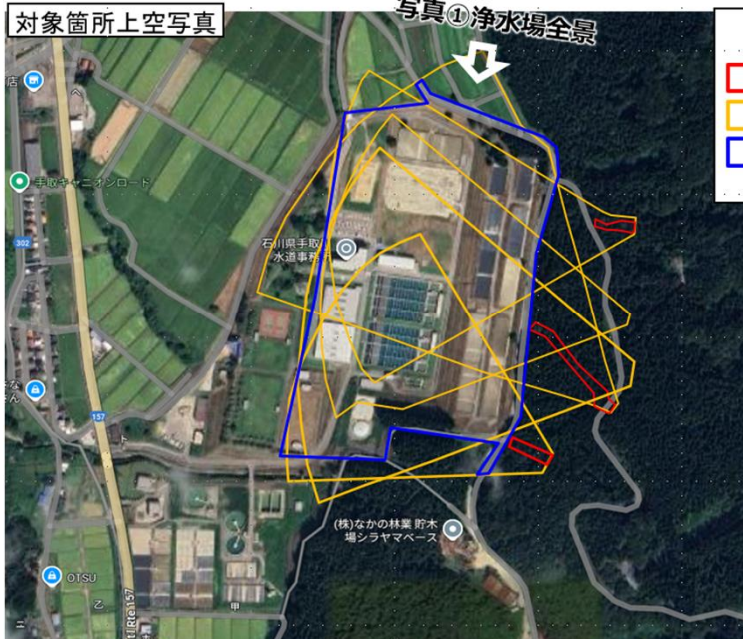 対象箇所上空写真
写真①浄水場全景
店
手取キャニオンロード
302
石川県手取
水道事務
157
(株)なかの林業 貯木
場シラヤマベース
OTSU
乙
甲
Rte 157